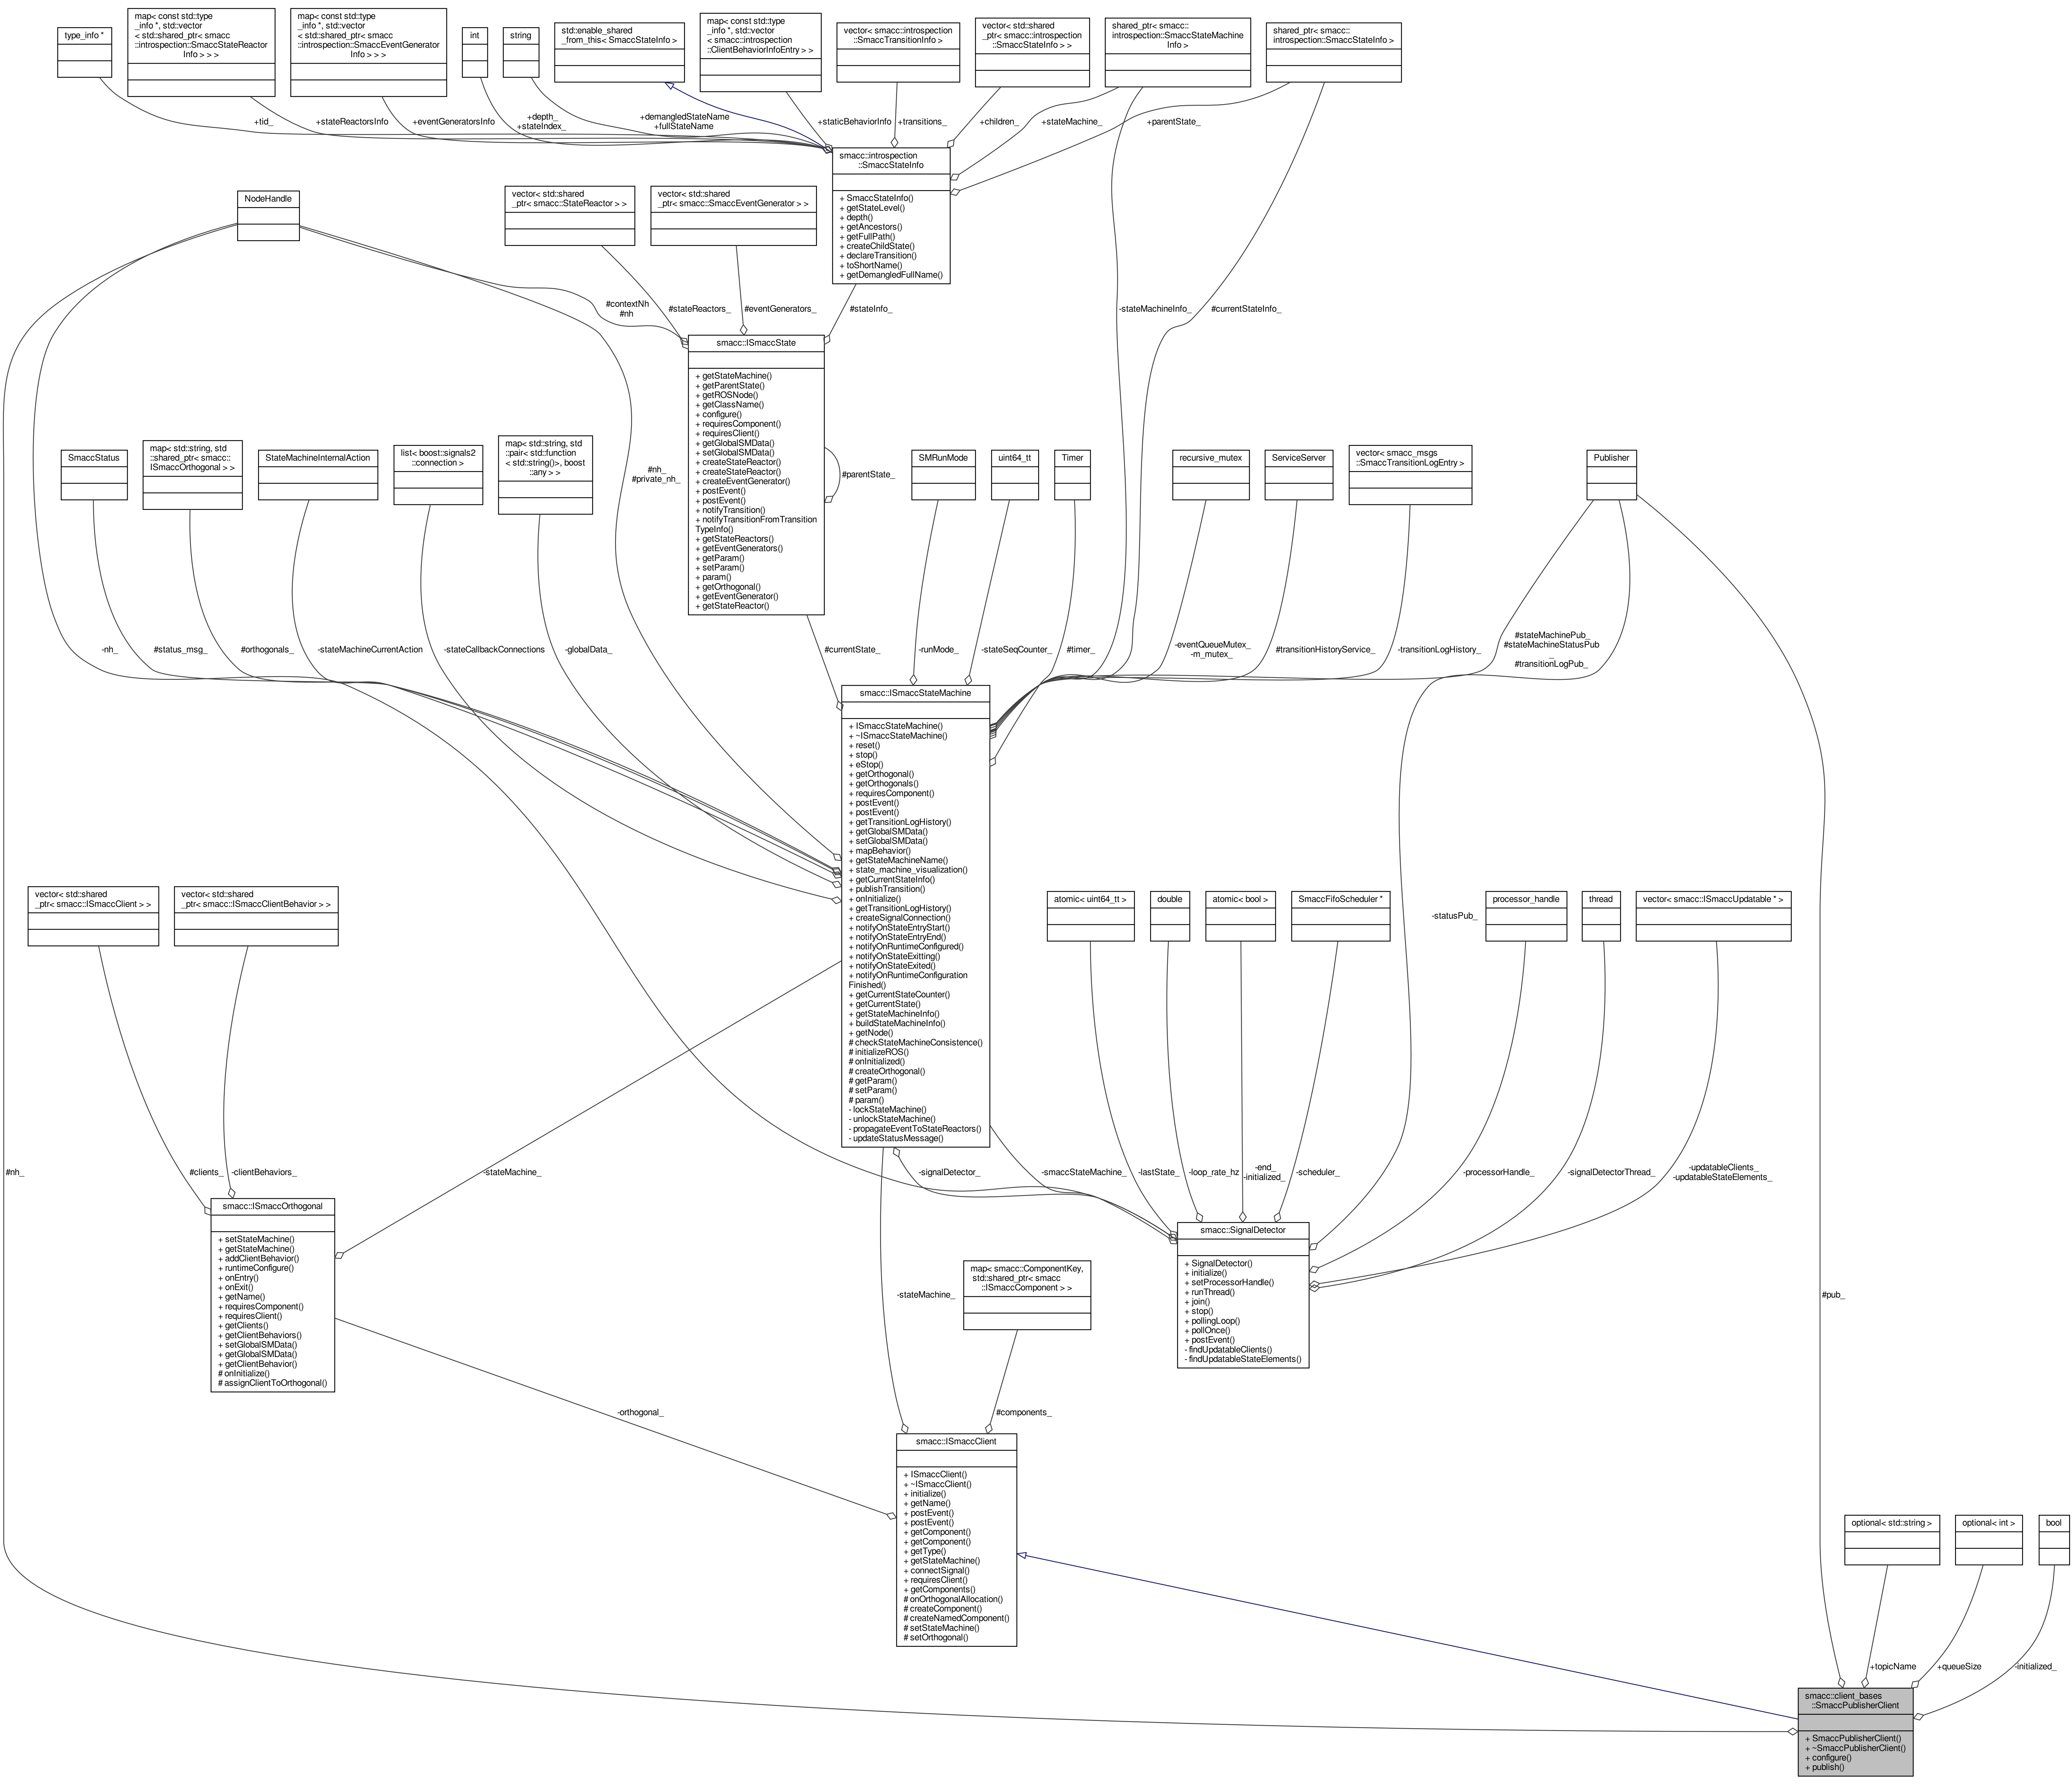 type_info *
map< const std::type
_info *, std::vector
< std::shared_ptr< smacc
::introspection::SmaccStateReactor
Info > > >
map< const std::type
_info *, std::vector
< std::shared_ptr< smacc
::introspection::SmaccEventGenerator
Info > > >
int
string
std::enable_shared
_from_this< SmaccStateInfo >
map< const std::type
_info *, std::vector
< smacc::introspection
::ClientBehaviorInfoEntry > >
vector< smacc::introspection
::SmaccTransitionInfo >
vector< std::shared
_ptr< smacc::introspection
::SmaccStateInfo > >
shared_ptr< smacc::
introspection::SmaccStateMachine
Info >
shared_ptr< smacc::
introspection::SmaccStateInfo >
+tid_
+stateReactorsInfo
+eventGeneratorsInfo
+depth_
+stateIndex_
+demangledStateName
+fullStateName
+staticBehaviorInfo
+transitions_
+children_
+stateMachine_
+parentState_
smacc::introspection
::SmaccStateInfo
+ SmaccStateInfo()
+ getStateLevel()
+ depth()
+ getAncestors()
+ getFullPath()
+ createChildState()
+ declareTransition()
+ toShortName()
+ getDemangledFullName()
NodeHandle
vector< std::shared
_ptr< smacc::StateReactor > >
vector< std::shared
_ptr< smacc::SmaccEventGenerator > >
#contextNh
#nh
#stateReactors_
#eventGenerators_
#stateInfo_
-stateMachineInfo_
#currentStateInfo_
smacc::ISmaccState
+ getStateMachine()
+ getParentState()
+ getROSNode()
+ getClassName()
+ configure()
+ requiresComponent()
+ requiresClient()
+ getGlobalSMData()
+ setGlobalSMData()
+ createStateReactor()
+ createStateReactor()
+ createEventGenerator()
+ postEvent()
+ postEvent()
+ notifyTransition()
+ notifyTransitionFromTransition
TypeInfo()
+ getStateReactors()
+ getEventGenerators()
+ getParam()
+ setParam()
+ param()
+ getOrthogonal()
+ getEventGenerator()
+ getStateReactor()
#parentState_
SmaccStatus
map< std::string, std
::shared_ptr< smacc::
ISmaccOrthogonal > >
StateMachineInternalAction
list< boost::signals2
::connection >
map< std::string, std
::pair< std::function
< std::string()>, boost
::any > >
#nh_
#private_nh_
SMRunMode
uint64_tt
Timer
recursive_mutex
ServiceServer
vector< smacc_msgs
::SmaccTransitionLogEntry >
Publisher
-nh_
#status_msg_
#orthogonals_
-stateMachineCurrentAction
-stateCallbackConnections
-globalData_
#currentState_
-runMode_
-stateSeqCounter_
#timer_
-eventQueueMutex_
-m_mutex_
#transitionHistoryService_
-transitionLogHistory_
#stateMachinePub_
#stateMachineStatusPub
_
#transitionLogPub_
smacc::ISmaccStateMachine
+ ISmaccStateMachine()
+ ~ISmaccStateMachine()
+ reset()
+ stop()
+ eStop()
+ getOrthogonal()
+ getOrthogonals()
+ requiresComponent()
+ postEvent()
+ postEvent()
+ getTransitionLogHistory()
+ getGlobalSMData()
+ setGlobalSMData()
+ mapBehavior()
+ getStateMachineName()
+ state_machine_visualization()
+ getCurrentStateInfo()
+ publishTransition()
+ onInitialize()
+ getTransitionLogHistory()
+ createSignalConnection()
+ notifyOnStateEntryStart()
+ notifyOnStateEntryEnd()
+ notifyOnRuntimeConfigured()
+ notifyOnStateExitting()
+ notifyOnStateExited()
+ notifyOnRuntimeConfiguration
Finished()
+ getCurrentStateCounter()
+ getCurrentState()
+ getStateMachineInfo()
+ buildStateMachineInfo()
+ getNode()
# checkStateMachineConsistence()
# initializeROS()
# onInitialized()
# createOrthogonal()
# getParam()
# setParam()
# param()
- lockStateMachine()
- unlockStateMachine()
- propagateEventToStateReactors()
- updateStatusMessage()
vector< std::shared
_ptr< smacc::ISmaccClient > >
vector< std::shared
_ptr< smacc::ISmaccClientBehavior > >
atomic< uint64_tt >
double
atomic< bool >
SmaccFifoScheduler *
-statusPub_
processor_handle
thread
vector< smacc::ISmaccUpdatable * >
#nh_
#clients_
-clientBehaviors_
-stateMachine_
-signalDetector_
-smaccStateMachine_
-lastState_
-loop_rate_hz
-end_
-initialized_
-scheduler_
-processorHandle_
-signalDetectorThread_
-updatableClients_
-updatableStateElements_
smacc::ISmaccOrthogonal
+ setStateMachine()
+ getStateMachine()
+ addClientBehavior()
+ runtimeConfigure()
+ onEntry()
+ onExit()
+ getName()
+ requiresComponent()
+ requiresClient()
+ getClients()
+ getClientBehaviors()
+ setGlobalSMData()
+ getGlobalSMData()
+ getClientBehavior()
# onInitialize()
# assignClientToOrthogonal()
smacc::SignalDetector
+ SignalDetector()
+ initialize()
+ setProcessorHandle()
+ runThread()
+ join()
+ stop()
+ pollingLoop()
+ pollOnce()
+ postEvent()
- findUpdatableClients()
- findUpdatableStateElements()
-stateMachine_
map< smacc::ComponentKey,
std::shared_ptr< smacc
::ISmaccComponent > >
#pub_
-orthogonal_
#components_
smacc::ISmaccClient
+ ISmaccClient()
+ ~ISmaccClient()
+ initialize()
+ getName()
+ postEvent()
+ postEvent()
+ getComponent()
+ getComponent()
+ getType()
+ getStateMachine()
+ connectSignal()
+ requiresClient()
+ getComponents()
# onOrthogonalAllocation()
# createComponent()
# createNamedComponent()
# setStateMachine()
# setOrthogonal()
optional< std::string >
optional< int >
bool
+topicName
+queueSize
-initialized_
smacc::client_bases
::SmaccPublisherClient
+ SmaccPublisherClient()
+ ~SmaccPublisherClient()
+ configure()
+ publish()